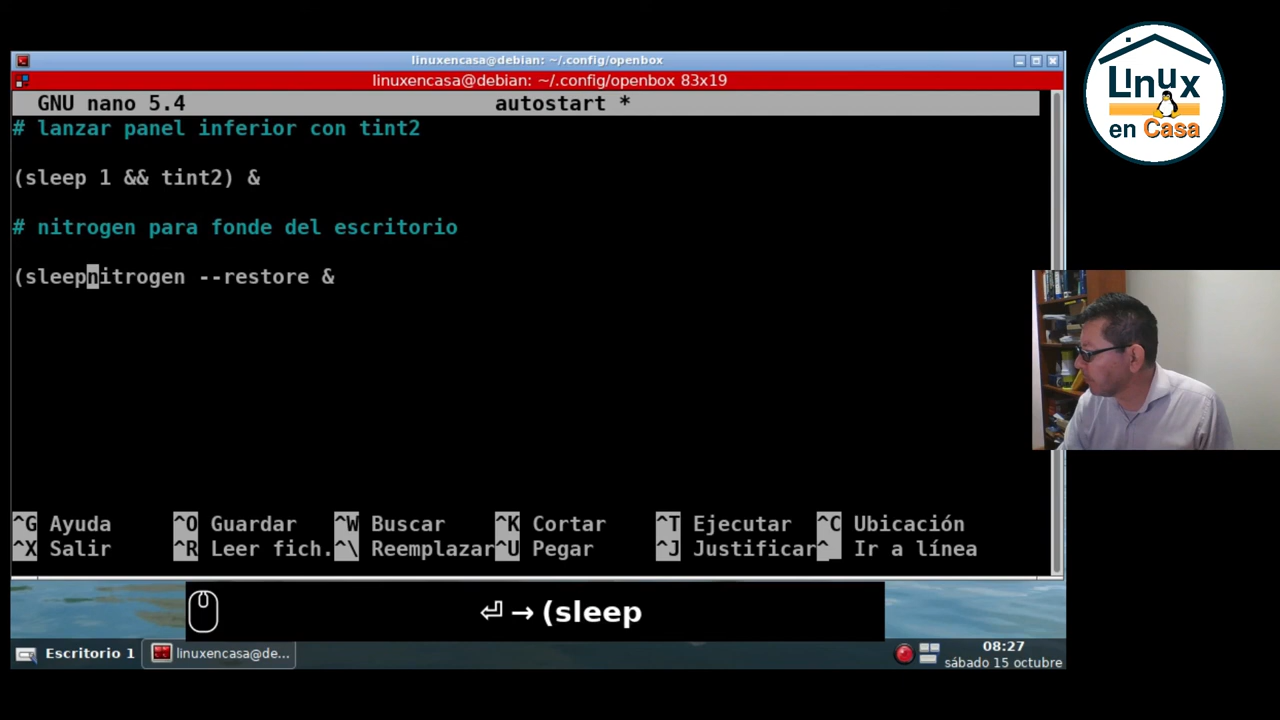 linuxencasa@debian: ~/.config/openbox
linuxencasa@debian: ~/.config/openbox 83x19
GNU nano 5.4 autostart *
# lanzar panel inferior con tint2
(sleep 1 && tint2) &
# nitrogen para fonde del escritorio
(sleepnitrogen --restore &
^G Ayuda ^O Guardar ^W Buscar ^K Cortar ^T Ejecutar ^C Ubicación
^X Salir ^R Leer fich. ^\ Reemplazar ^U Pegar ^J Justificar ^_ Ir a línea
⏎ → (sleep
Escritorio 1 linuxencasa@de... 08:27
sábado 15 octubre
Linux
en Casa